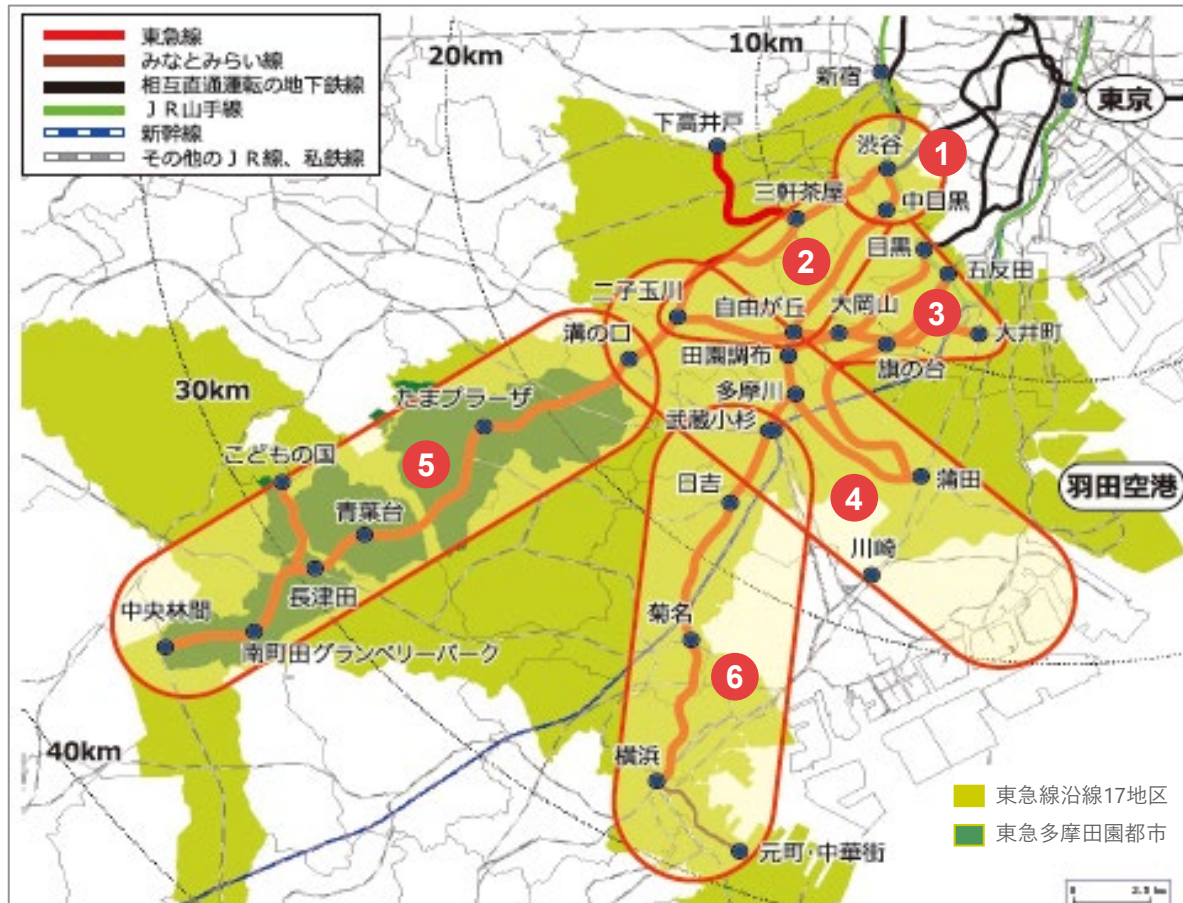 東急線
みなとみらい線
相互直通運転の地下鉄線
JR山手線
新幹線
その他のJR線、私鉄線
20km
10km
新宿
東京
下高井戸
渋谷
1
三軒茶屋
中目黒
目黒
2
五反田
二子玉川
自由が丘
大岡山
3
大井町
溝の口
田園調布
旗の台
30km
たまプラーザ
多摩川
武蔵小杉
こどもの国
5
日吉
蒲田
羽田空港
4
青葉台
川崎
長津田
中央林間
菊名
南町田グランベリーパーク
6
40km
横浜
東急線沿線17地区
東急多摩田園都市
元町・中華街
0 2.5 km